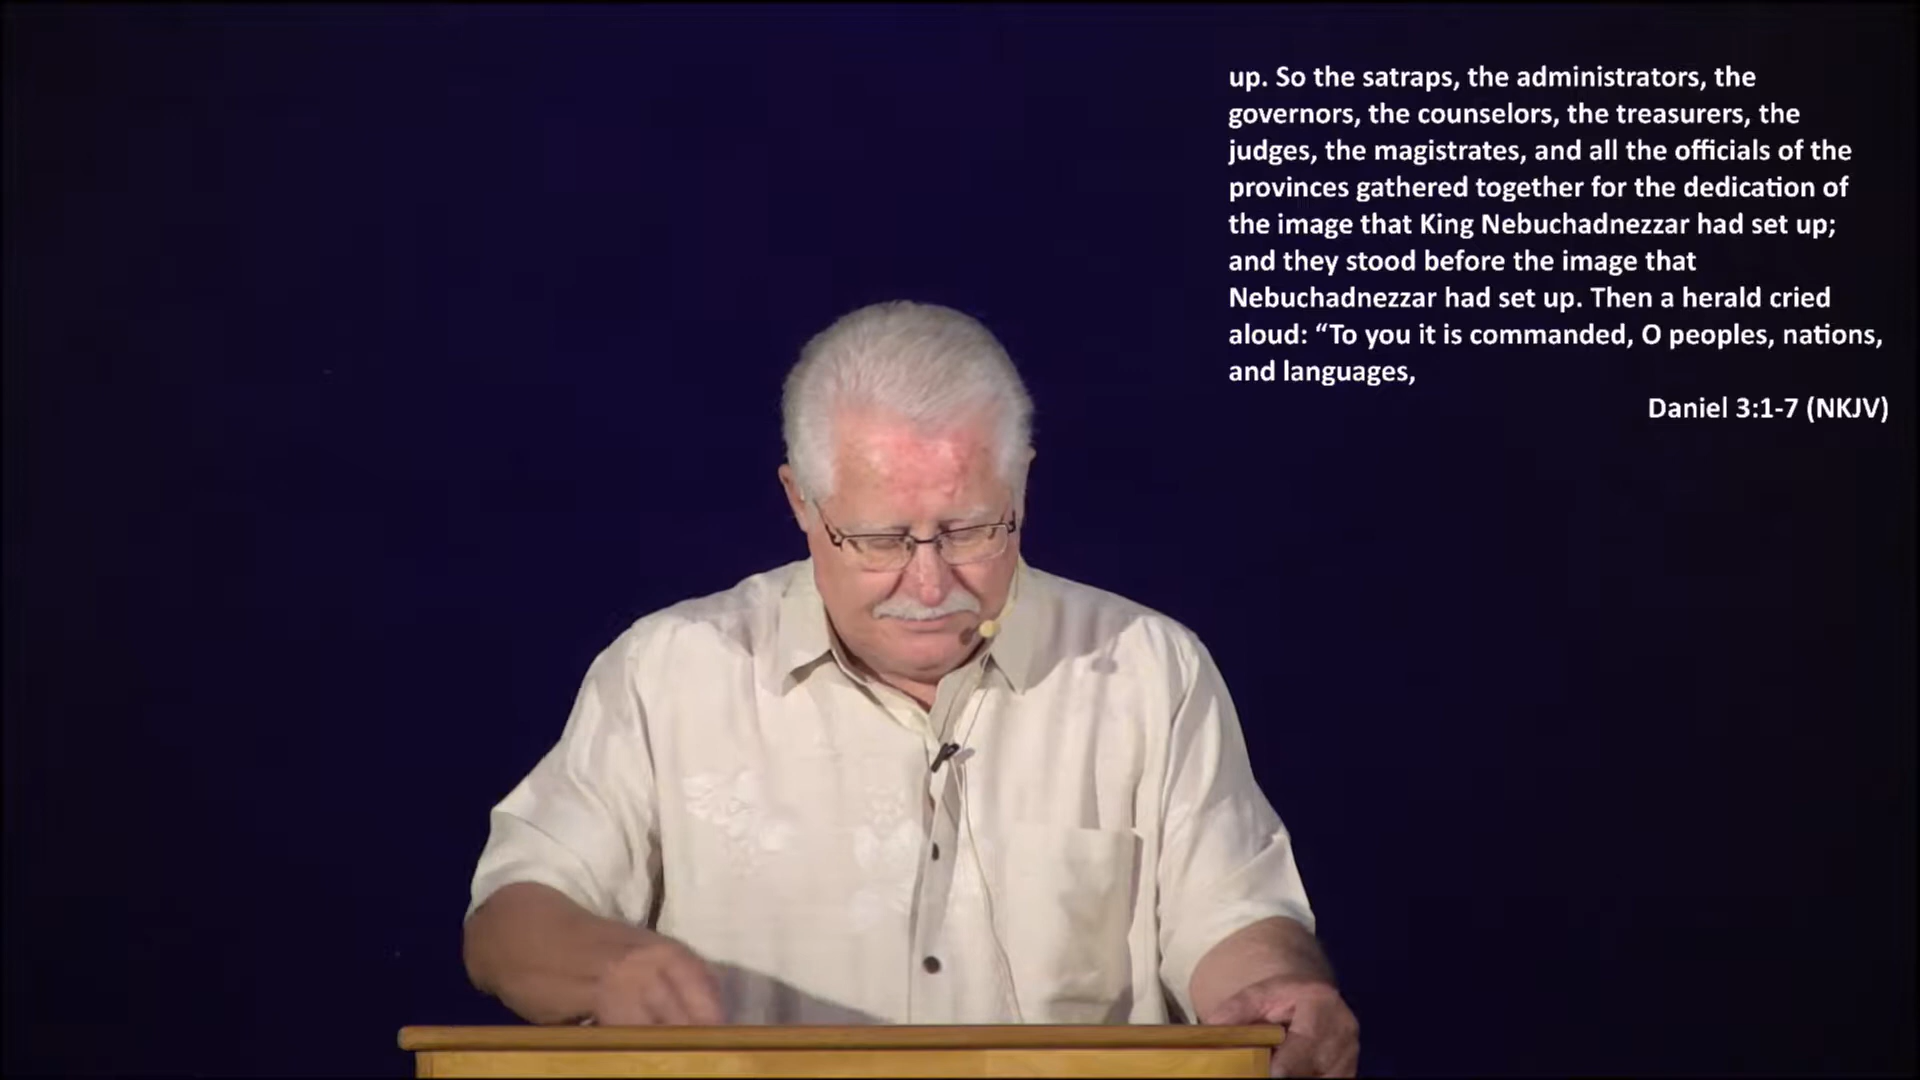 up. So the satraps, the administrators, the
governors, the counselors, the treasurers, the
judges, the magistrates, and all the officials of the
provinces gathered together for the dedication of
the image that King Nebuchadnezzar had set up;
and they stood before the image that
Nebuchadnezzar had set up. Then a herald cried
aloud: “To you it is commanded, O peoples, nations,
and languages,
Daniel 3:1-7 (NKJV)